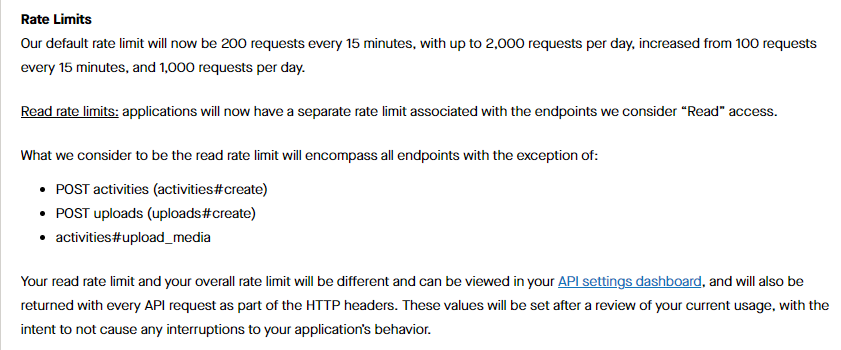 Rate Limits
Our default rate limit will now be 200 requests every 15 minutes, with up to 2,000 requests per day, increased from 100 requests
every 15 minutes, and 1,000 requests per day.
Read rate limits: applications will now have a separate rate limit associated with the endpoints we consider “Read” access.
What we consider to be the read rate limit will encompass all endpoints with the exception of:
• POST activities (activities#create)
• POST uploads (uploads#create)
• activities#upload_media
Your read rate limit and your overall rate limit will be different and can be viewed in your API settings dashboard, and will also be
returned with every API request as part of the HTTP headers. These values will be set after a review of your current usage, with the
intent to not cause any interruptions to your application’s behavior.